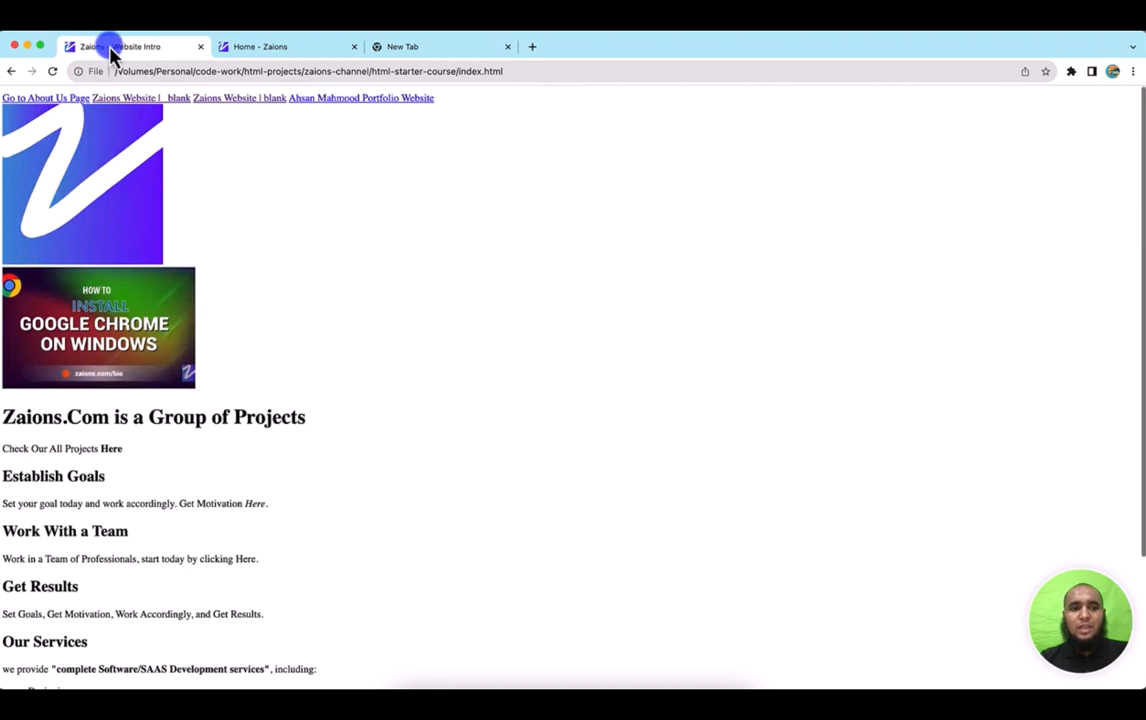 Zaions - Website Intro
Home - Zaions
New Tab
File
/Volumes/Personal/code-work/html-projects/zaions-channel/html-starter-course/index.html
Go to About Us Page Zaions Website | _blank Zaions Website | blank Ahsan Mahmood Portfolio Website
HOW TO
INSTALL
GOOGLE CHROME
ON WINDOWS
zaions.com/bio
Zaions.Com is a Group of Projects
Check Our All Projects Here
Establish Goals
Set your goal today and work accordingly. Get Motivation Here.
Work With a Team
Work in a Team of Professionals, start today by clicking Here.
Get Results
Set Goals, Get Motivation, Work Accordingly, and Get Results.
Our Services
we provide "complete Software/SAAS Development services", including: